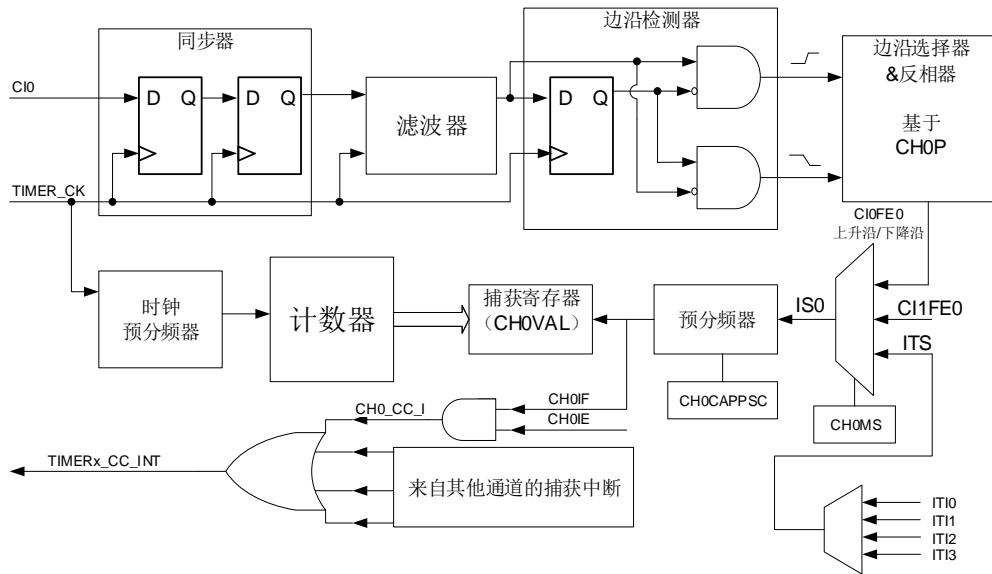 同步器
边沿检测器
CI0
D Q
D Q
滤波器
D Q
边沿选择器
&反相器
基于
CH0P
TIMER_CK
CI0FE0
上升沿/下降沿
时钟
预分频器
计数器
捕获寄存器
（CH0VAL）
预分频器
IS0
CI1FE0
ITS
CH0CAPPSC
CH0MS
CH0_CC_I
CH0IF
CH0IE
TIMERx_CC_INT
来自其他通道的捕获中断
ITI0
ITI1
ITI2
ITI3